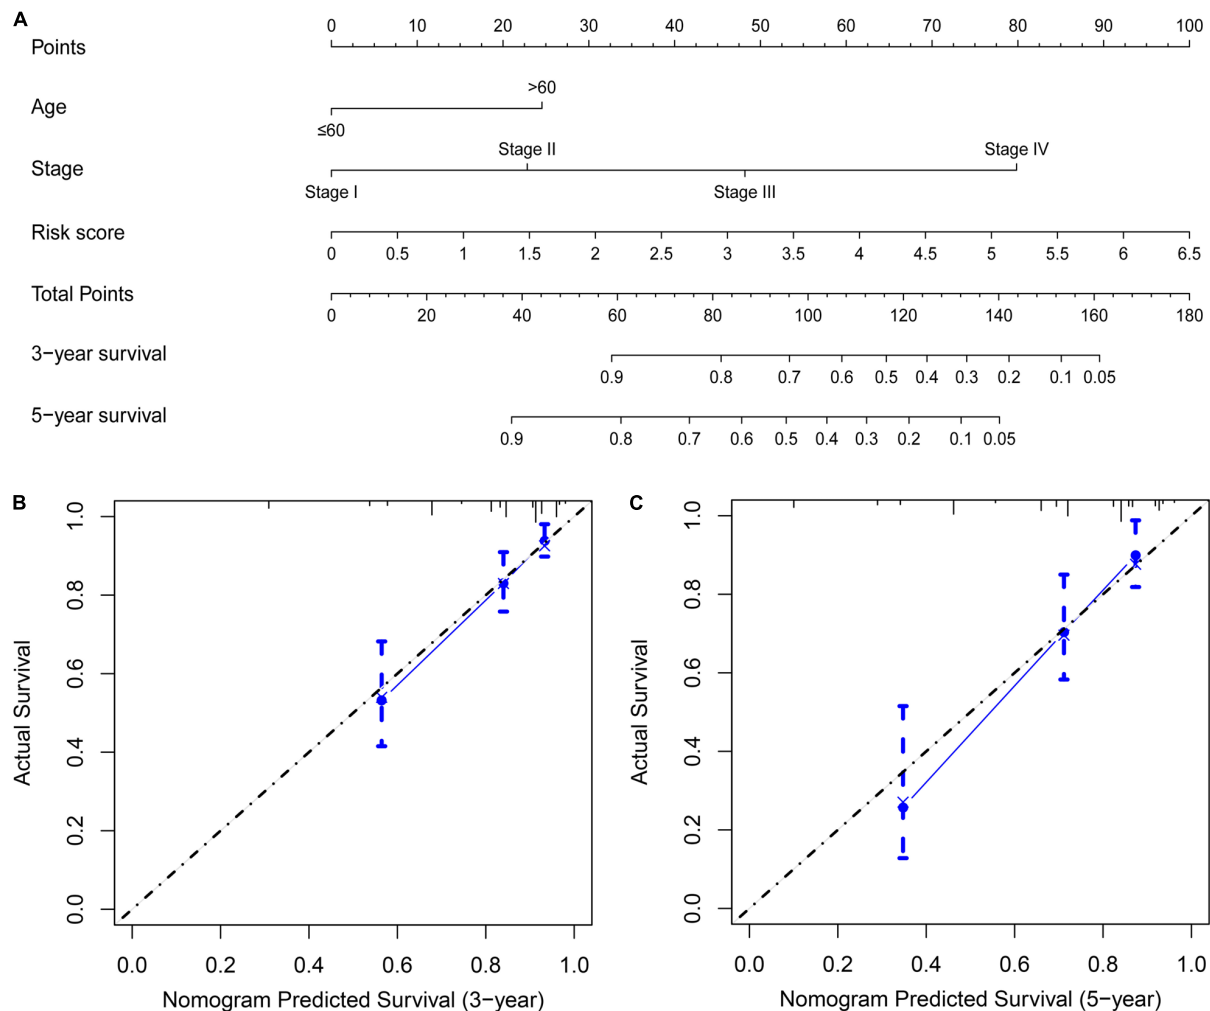 A
0 10 20 30 40 50 60 70 80 90 100
Points
>60
Age
≤60
Stage II Stage IV
Stage
Stage I Stage III
Risk score
0 0.5 1 1.5 2 2.5 3 3.5 4 4.5 5 5.5 6 6.5
Total Points
0 20 40 60 80 100 120 140 160 180
3−year survival
0.9 0.8 0.7 0.6 0.5 0.4 0.3 0.2 0.1 0.05
5−year survival
0.9 0.8 0.7 0.6 0.5 0.4 0.3 0.2 0.1 0.05
B
Actual Survival
1.0
0.8
0.6
0.4
0.2
0.0
0.0 0.2 0.4 0.6 0.8 1.0
Nomogram Predicted Survival (3−year)
C
Actual Survival
1.0
0.8
0.6
0.4
0.2
0.0
0.0 0.2 0.4 0.6 0.8 1.0
Nomogram Predicted Survival (5−year)